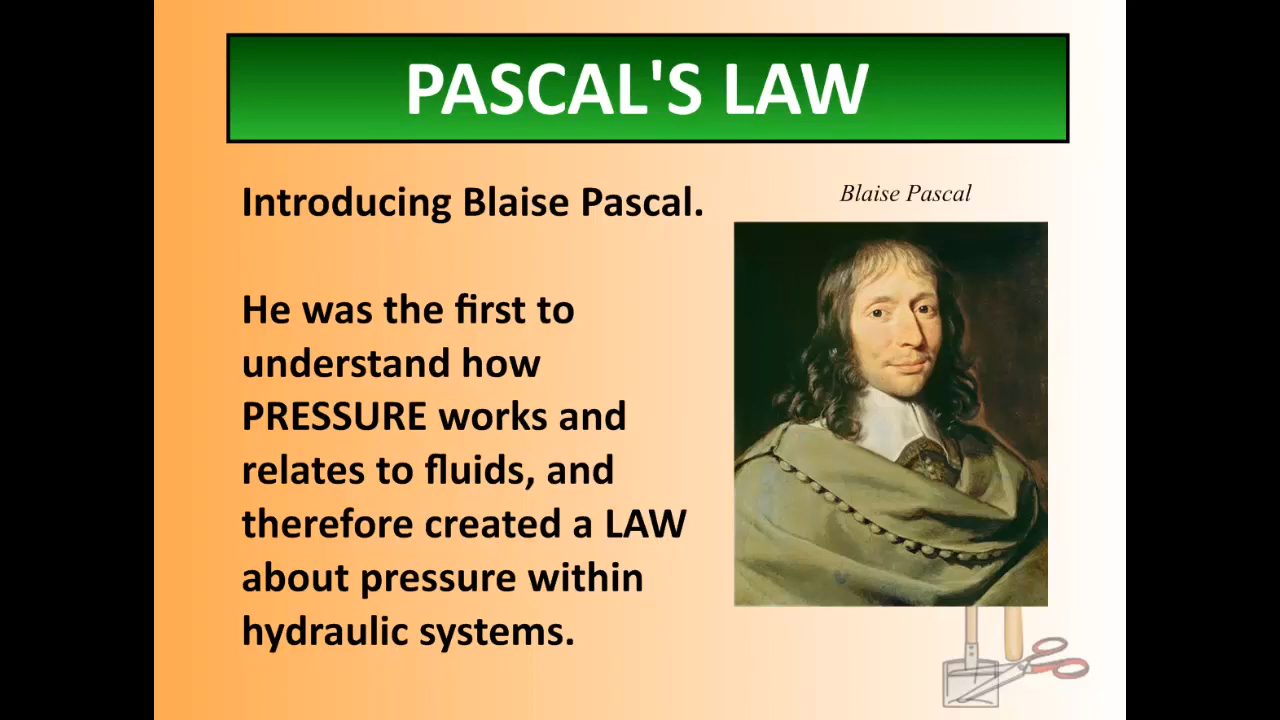 PASCAL'S LAW
Introducing Blaise Pascal.
Blaise Pascal
He was the first to
understand how
PRESSURE works and
relates to fluids, and
therefore created a LAW
about pressure within
hydraulic systems.